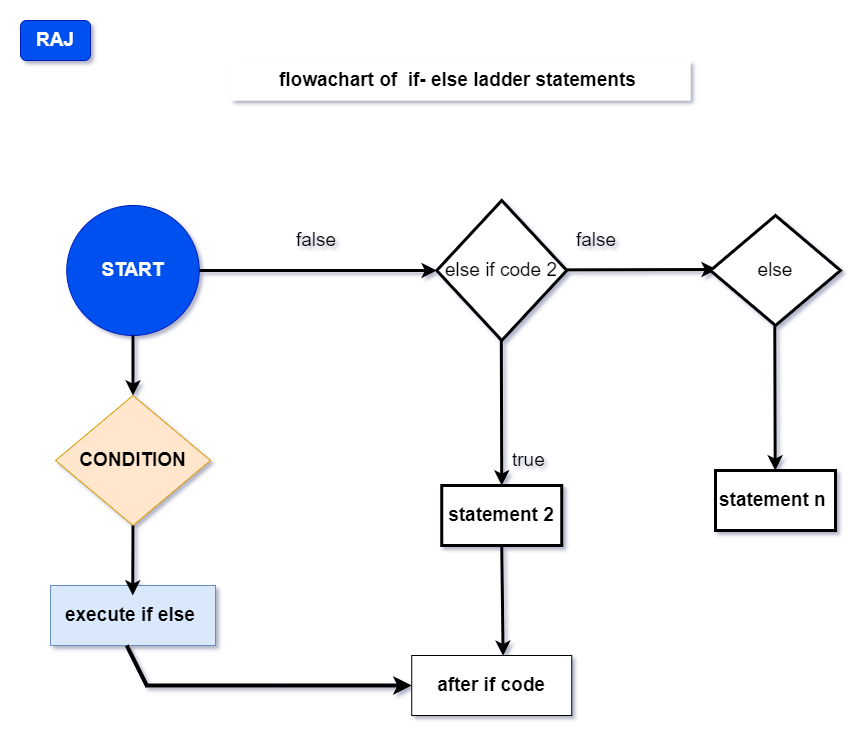 RAJ
flowachart of  if- else ladder statements
false
false
START
else if code 2
else
CONDITION
true
statement 2
statement n
execute if else
after if code